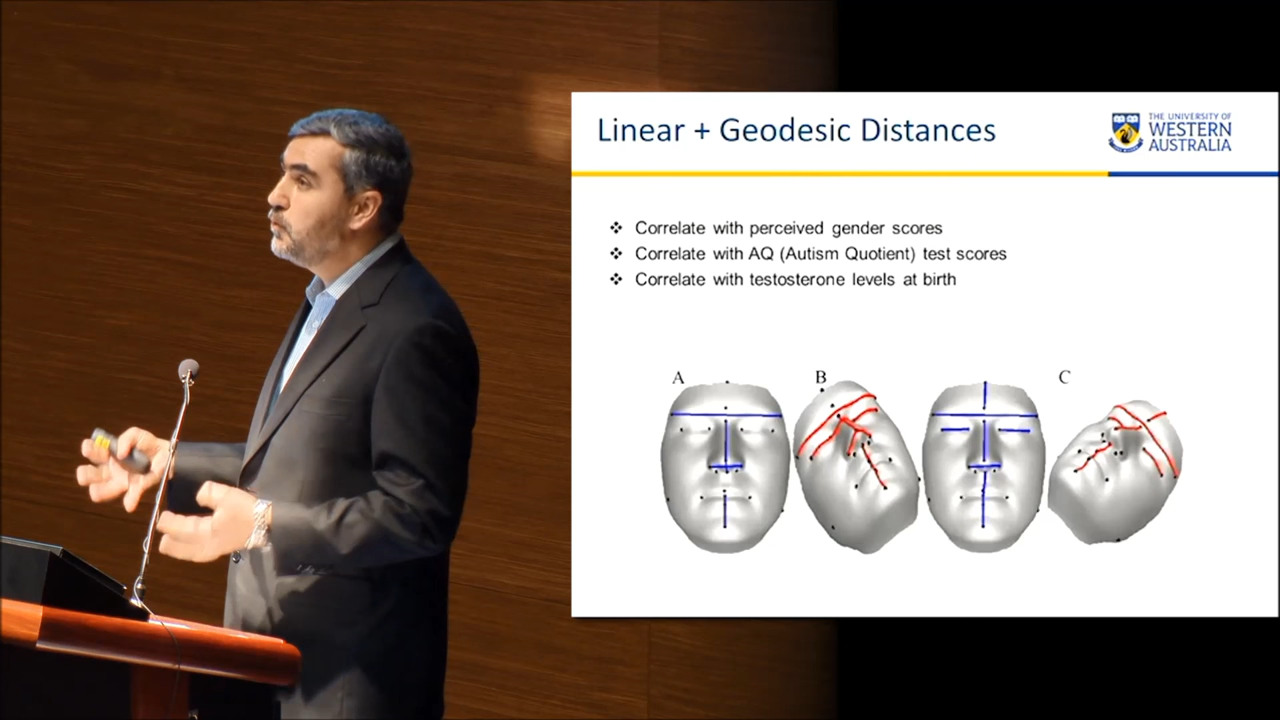 Linear + Geodesic Distances
THE UNIVERSITY OF
WESTERN
AUSTRALIA
❖ Correlate with perceived gender scores
❖ Correlate with AQ (Autism Quotient) test scores
❖ Correlate with testosterone levels at birth
A
B
C